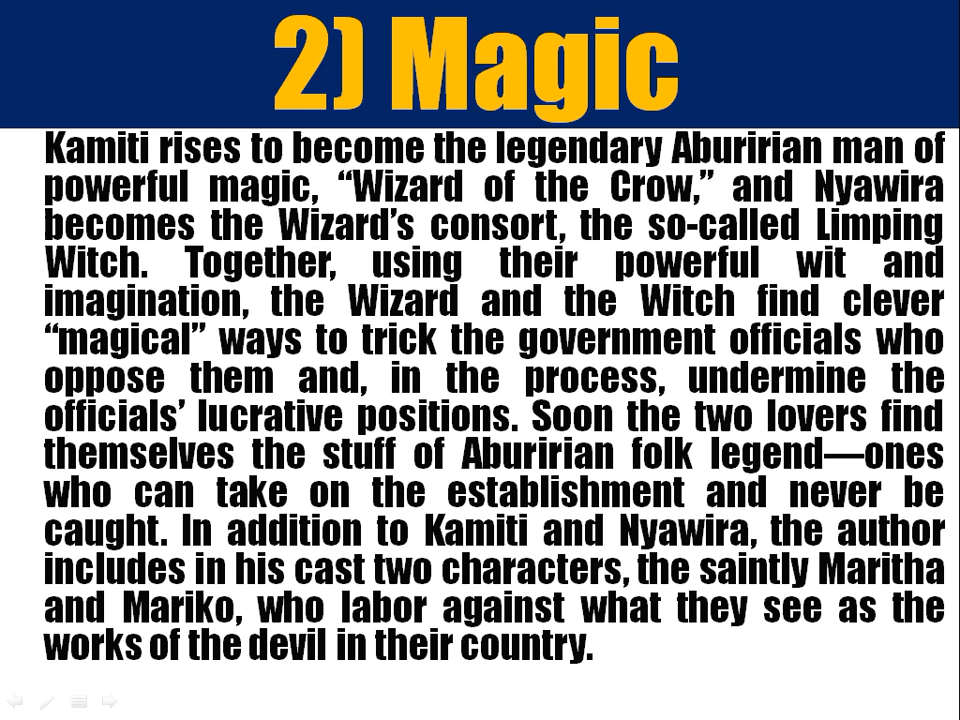 2) Magic
Kamiti rises to become the legendary Aburirian man of
powerful magic, “Wizard of the Crow,” and Nyawira
becomes the Wizard’s consort, the so-called Limping
Witch. Together, using their powerful wit and
imagination, the Wizard and the Witch find clever
“magical” ways to trick the government officials who
oppose them and, in the process, undermine the
officials’ lucrative positions. Soon the two lovers find
themselves the stuff of Aburirian folk legend—ones
who can take on the establishment and never be
caught. In addition to Kamiti and Nyawira, the author
includes in his cast two characters, the saintly Maritha
and Mariko, who labor against what they see as the
works of the devil in their country.